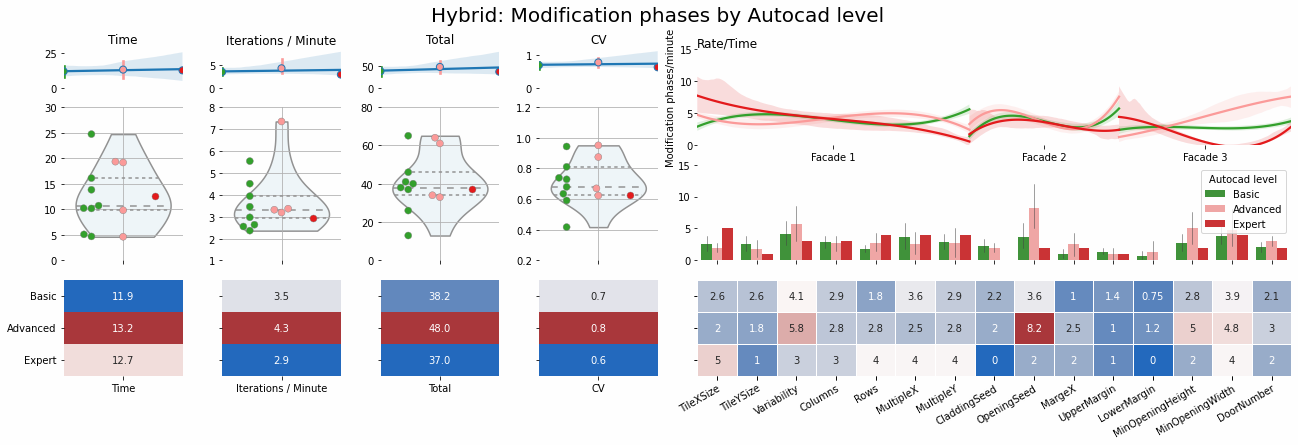 Hybrid: Modification phases by Autocad level
Time
Iterations / Minute
Total
CV
Rate/Time
25
0
5
0
50
0
1
0
15
10
5
0
Modification phases/minute
Facade 1
Facade 2
Facade 3
30
25
20
15
10
5
0
8
7
6
5
4
3
2
1
80
60
40
20
0
1.2
1.0
0.8
0.6
0.4
0.2
15
10
5
0
Autocad level
Basic
Advanced
Expert
Basic
11.9
3.5
38.2
0.7
2.6 2.6 4.1 2.9 1.8 3.6 2.9 2.2 3.6 1 1.4 0.75 2.8 3.9 2.1
Advanced
13.2
4.3
48.0
0.8
2 1.8 5.8 2.8 2.8 2.5 2.8 2 8.2 2.5 1 1.2 5 4.8 3
Expert
12.7
2.9
37.0
0.6
5 1 3 3 4 4 4 0 2 2 1 0 2 4 2
Time
Iterations / Minute
Total
CV
TileXSize
TileYSize
Variability
Columns
Rows
MultipleX
MultipleY
CladdingSeed
OpeningSeed
MargeX
UpperMargin
LowerMargin
MinOpeningHeight
MinOpeningWidth
DoorNumber